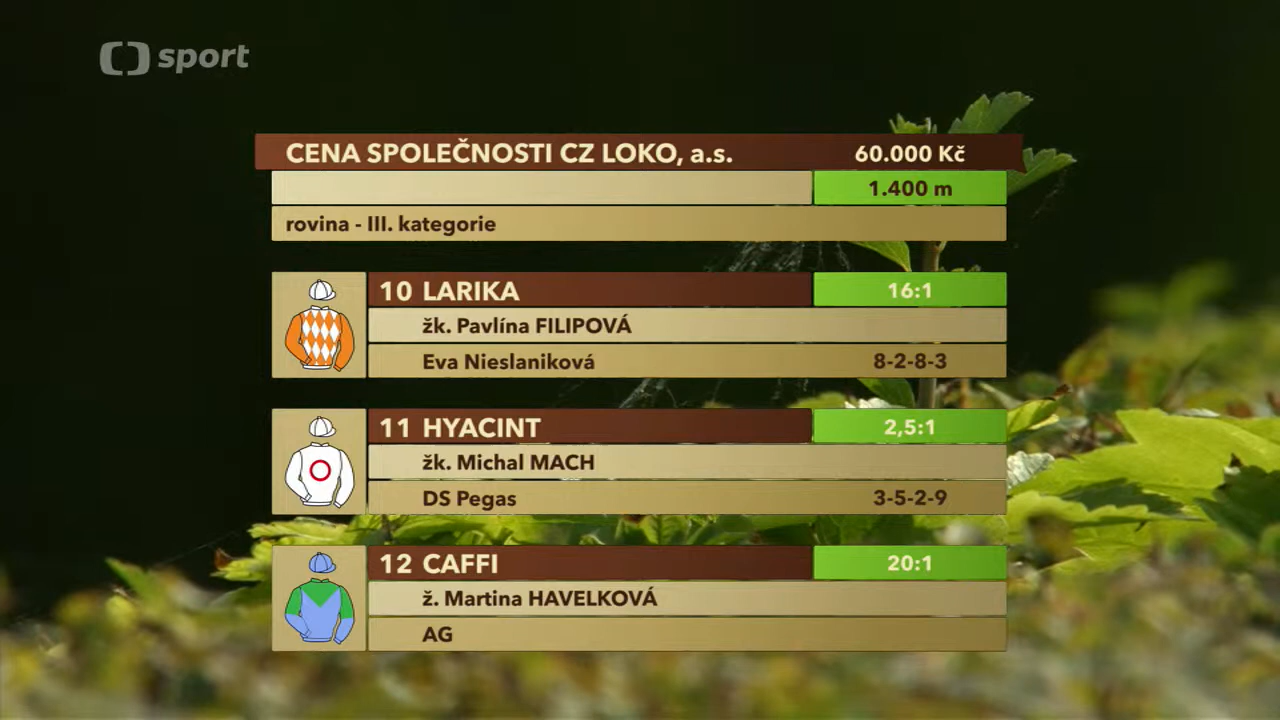 sport
CENA SPOLEČNOSTI CZ LOKO, a.s. 60.000 Kč
1.400 m
rovina - III. kategorie
10 LARIKA 16:1
žk. Pavlína FILIPOVÁ
Eva Nieslaniková 8-2-8-3
11 HYACINT 2,5:1
žk. Michal MACH
DS Pegas 3-5-2-9
12 CAFFI 20:1
ž. Martina HAVELKOVÁ
AG